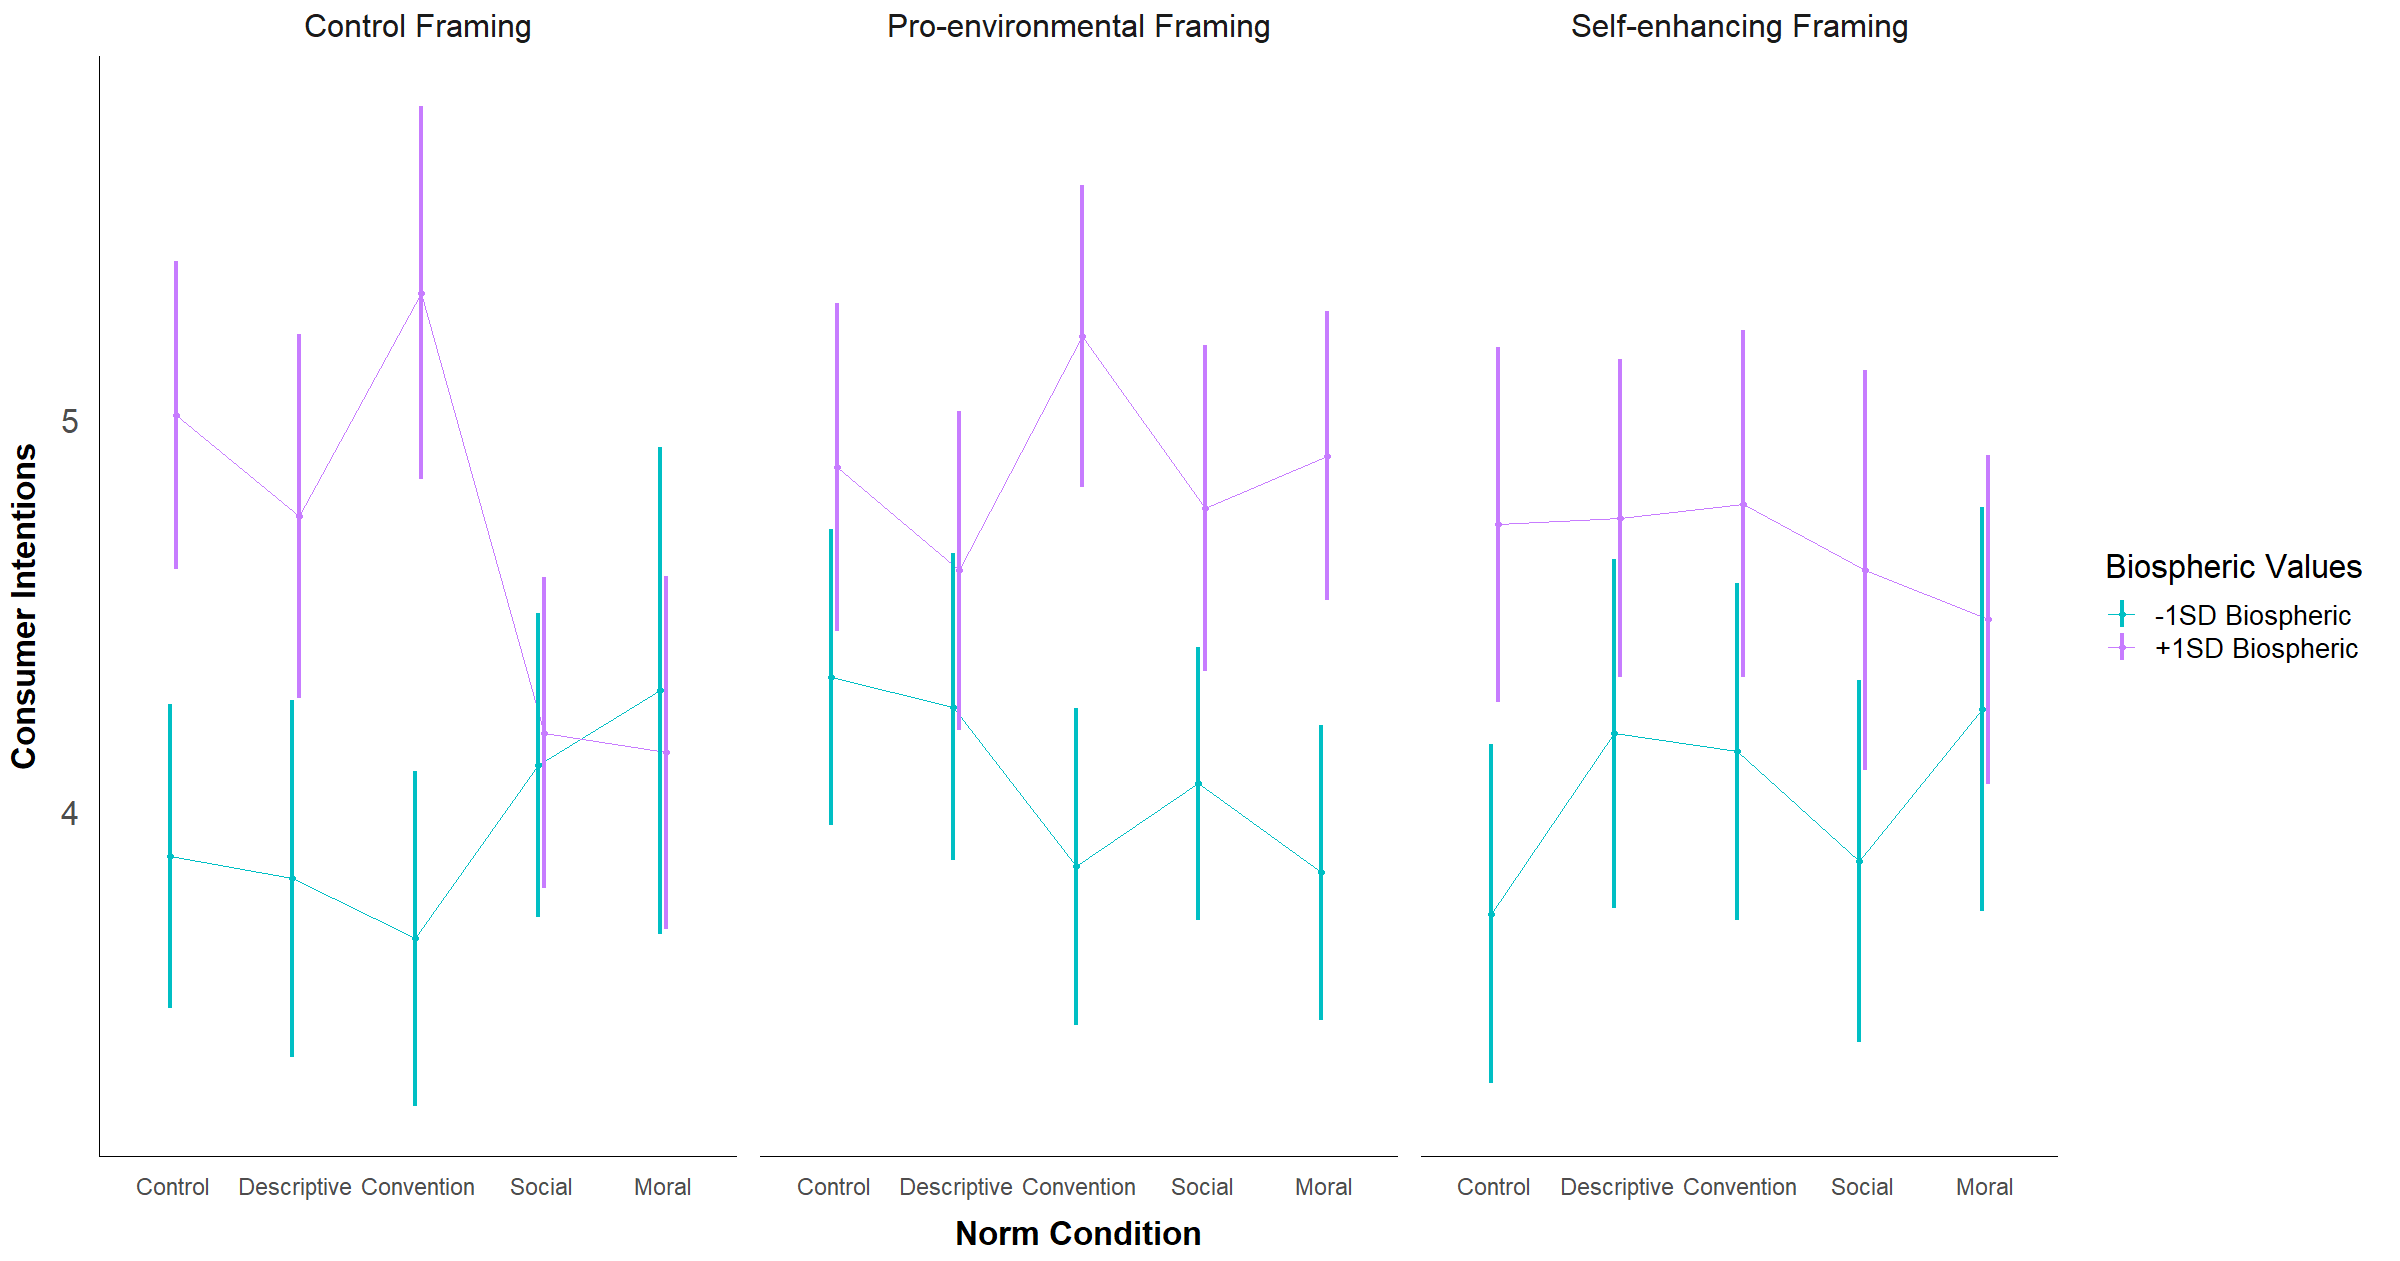 Control Framing
Pro-environmental Framing
Self-enhancing Framing
Consumer Intentions
5
4
Control Descriptive Convention Social Moral
Control Descriptive Convention Social Moral
Control Descriptive Convention Social Moral
Norm Condition
Biospheric Values
-1SD Biospheric
+1SD Biospheric